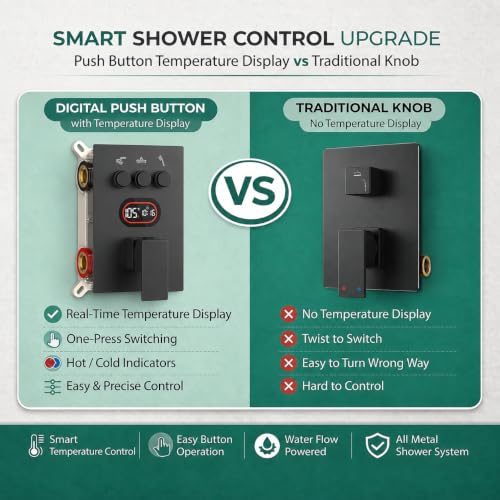 SMART SHOWER CONTROL UPGRADE
Push Button Temperature Display vs Traditional Knob
DIGITAL PUSH BUTTON
with Temperature Display
TRADITIONAL KNOB
No Temperature Display
VS
105°
Real-Time Temperature Display
One-Press Switching
Hot / Cold Indicators
Easy & Precise Control
No Temperature Display
Twist to Switch
Easy to Turn Wrong Way
Hard to Control
Smart
Temperature Control
Easy Button
Operation
Water Flow
Powered
All Metal
Shower System